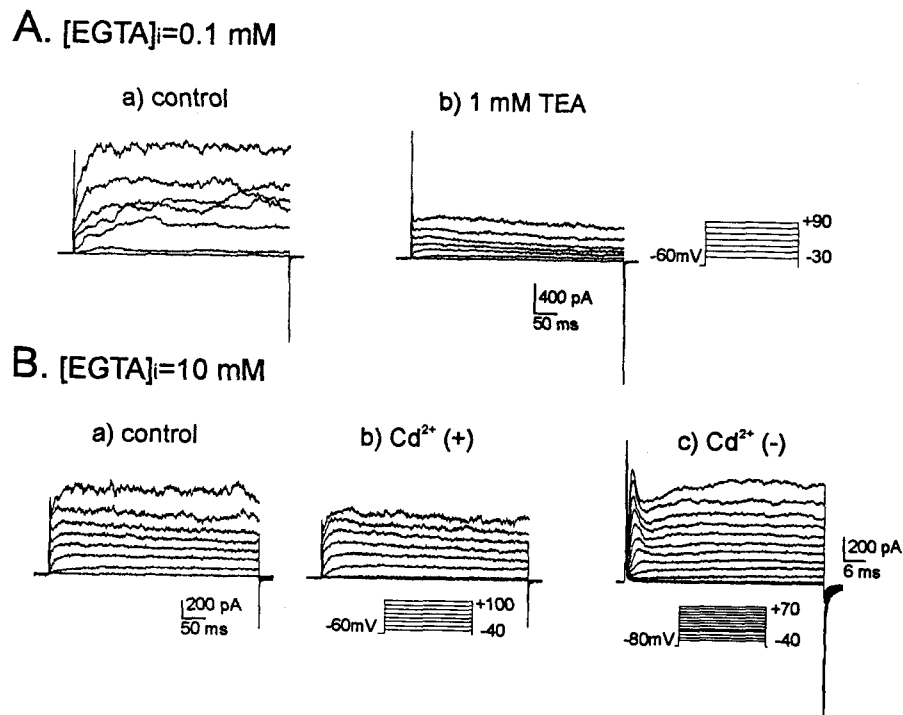 A. [EGTA]i=0.1 mM
a) control
b) 1 mM TEA
+90
-60mV
-30
400 pA
50 ms
B. [EGTA]i=10 mM
a) control
b) Cd²⁺ (+)
c) Cd²⁺ (-)
200 pA
50 ms
+100
-60mV
-40
200 pA
6 ms
+70
-80mV
-40